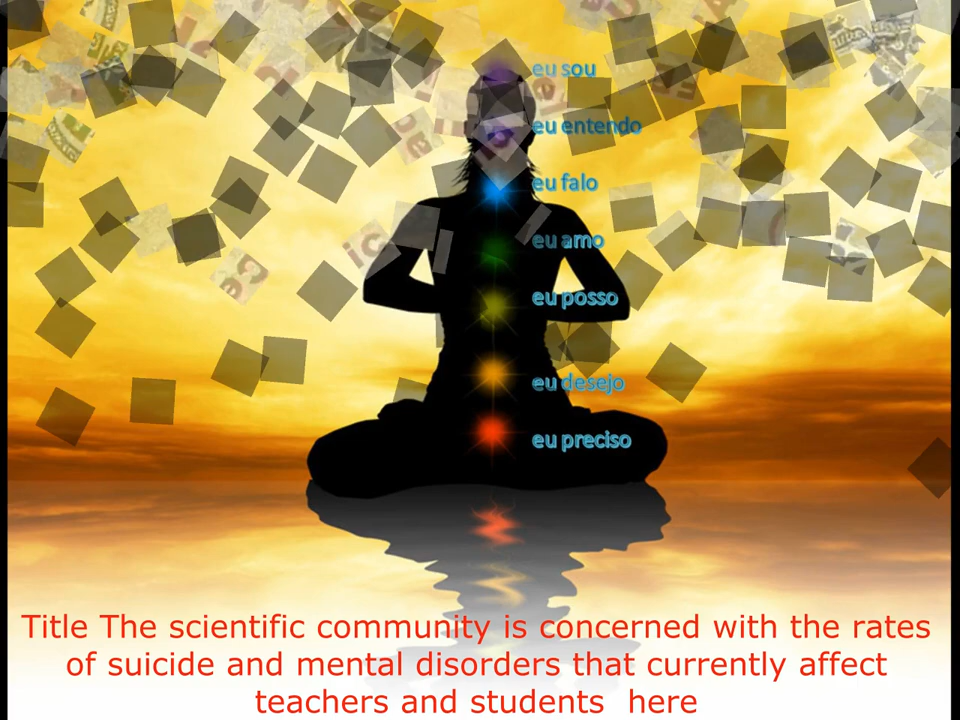 eu sou
eu entendo
eu falo
eu amo
eu posso
eu desejo
eu preciso
Title The scientific community is concerned with the rates
of suicide and mental disorders that currently affect
teachers and students here